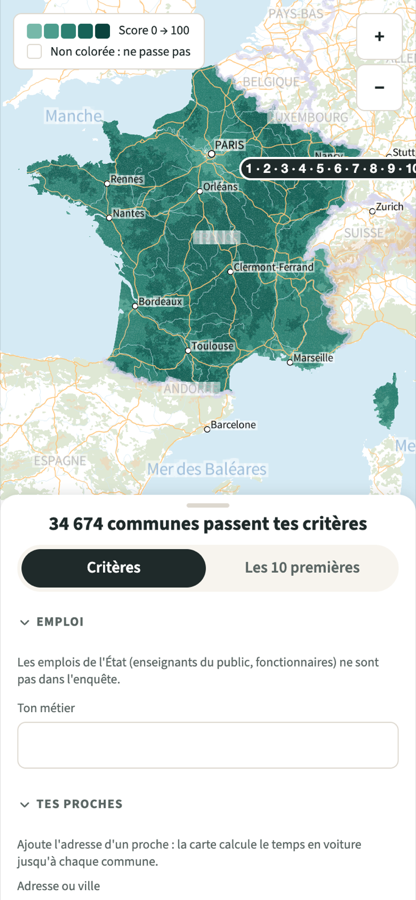 Score 0 → 100
Non colorée : ne passe pas
+
−
PAYS-BAS
BELGIQUE
LUXEMBOURG
Manche
PARIS
Nancy
Stutt
1 · 2 · 3 · 4 · 5 · 6 · 7 · 8 · 9 · 10
Rennes
Orléans
Nantes
Zurich
SUISSE
Clermont-Ferrand
Bordeaux
Toulouse
Marseille
ANDORRE
Barcelone
ESPAGNE
Mer des Baléares
Me
34 674 communes passent tes critères
Critères
Les 10 premières
EMPLOI
Les emplois de l'État (enseignants du public, fonctionnaires) ne sont
pas dans l'enquête.
Ton métier
TES PROCHES
Ajoute l'adresse d'un proche : la carte calcule le temps en voiture
jusqu'à chaque commune.
Adresse ou ville